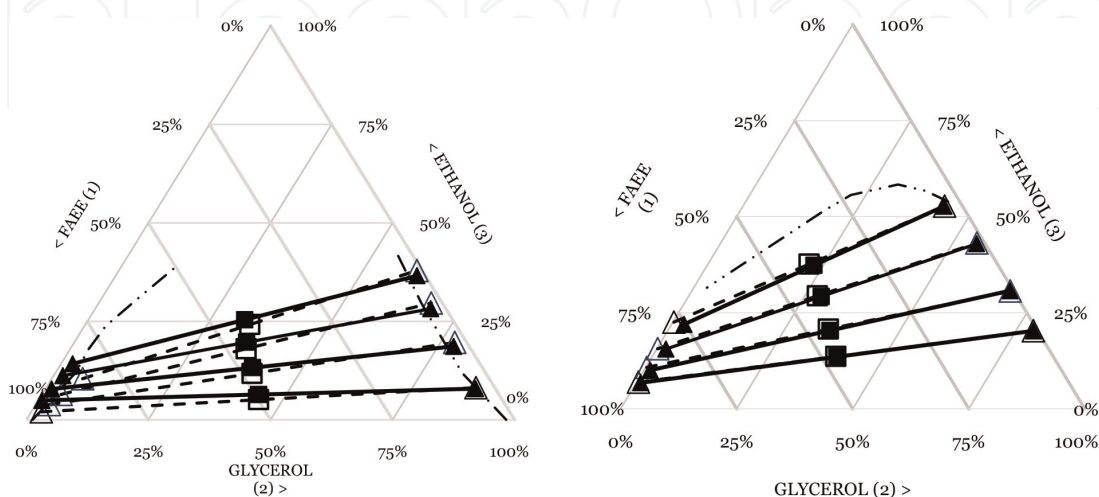 0% 100%
25% 75%
< FAEE (1)
< ETHANOL (3)
50% 50%
75% 25%
100% 0%
0% 25% 50% 75% 100%
GLYCEROL
(2) >
0% 100%
25% 75%
< FAEE
(1)
< ETHANOL (3)
50% 50%
75% 25%
100% 0%
0% 25% 50% 75% 100%
GLYCEROL (2) >